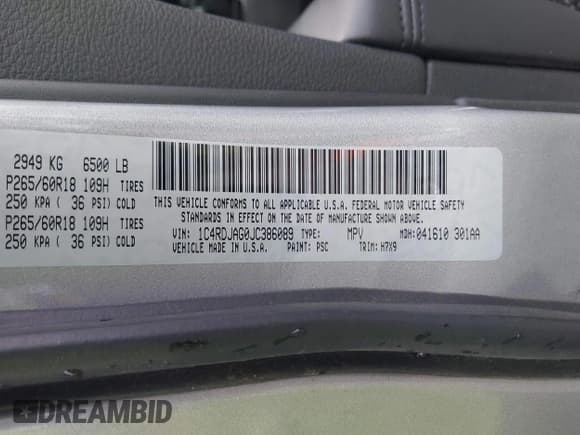 2949 KG 6500 LB
P265/60R18 109H TIRES
250 KPA ( 36 PSI) COLD
P265/60R18 109H TIRES
250 KPA ( 36 PSI) COLD
THIS VEHICLE CONFORMS TO ALL APPLICABLE U.S.A. FEDERAL MOTOR VEHICLE SAFETY
STANDARDS IN EFFECT ON THE DATE OF MANUFACTURE SHOWN ABOVE.
VIN: 1C4RDJAG0JC386089 TYPE: MPV MDH: 041610 301AA
VEHICLE MADE IN U.S.A. PAINT: PSC TRIM: H7X9
DREAMBID